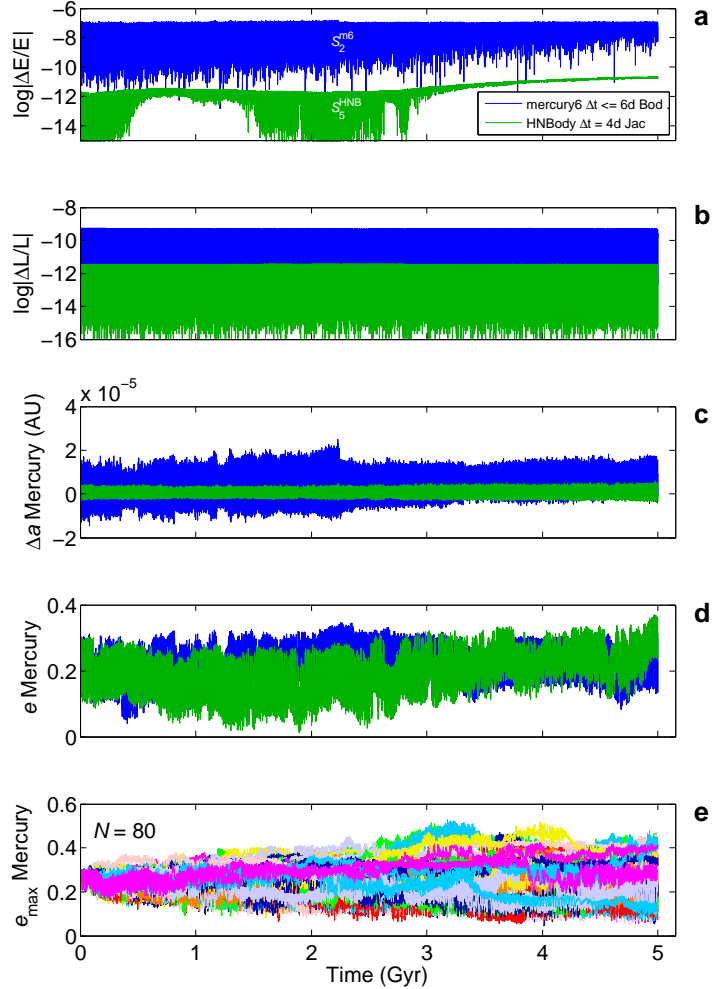 a
log|ΔE/E|
−6
−8
−10
−12
−14
S₂ᵐ⁶
S₅ᴴᴺᴮ
mercury6 Δt <= 6d Bod .
HNBody Δt = 4d Jac
b
log|ΔL/L|
−8
−10
−12
−14
−16
c
x 10⁻⁵
Δa Mercury (AU)
4
2
0
−2
d
e Mercury
0.4
0.2
0
e
N = 80
e_max Mercury
0.6
0.4
0.2
0
0 1 2 3 4 5
Time (Gyr)